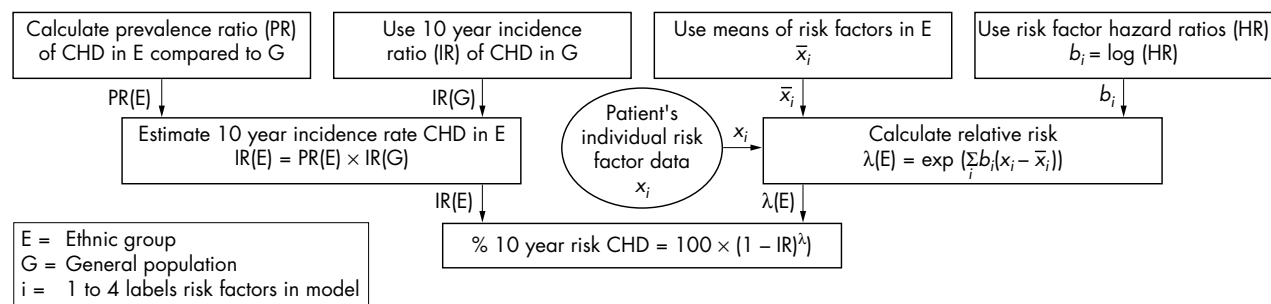 Calculate prevalence ratio (PR)
of CHD in E compared to G
Use 10 year incidence
ratio (IR) of CHD in G
Use means of risk factors in E
x̅ᵢ
Use risk factor hazard ratios (HR)
bᵢ = log (HR)
PR(E)
IR(G)
x̅ᵢ
bᵢ
Estimate 10 year incidence rate CHD in E
IR(E) = PR(E) × IR(G)
Patient's
individual risk
factor data
xᵢ
xᵢ
Calculate relative risk
λ(E) = exp (Σᵢbᵢ(xᵢ – x̅ᵢ))
IR(E)
λ(E)
% 10 year risk CHD = 100 × (1 – IR)^λ)
E = Ethnic group
G = General population
i = 1 to 4 labels risk factors in model